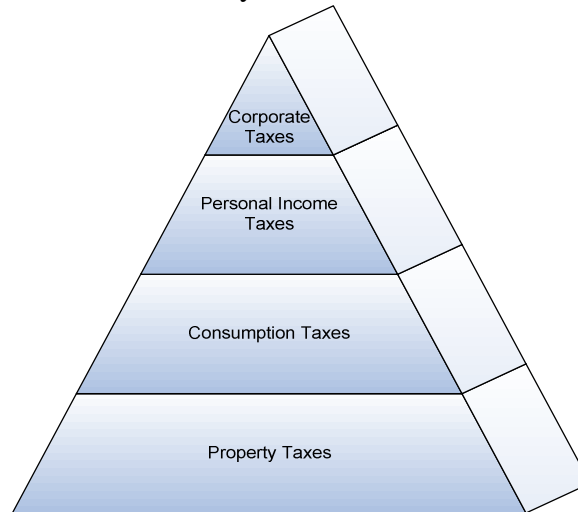 Corporate
Taxes
Personal Income
Taxes
Consumption Taxes
Property Taxes